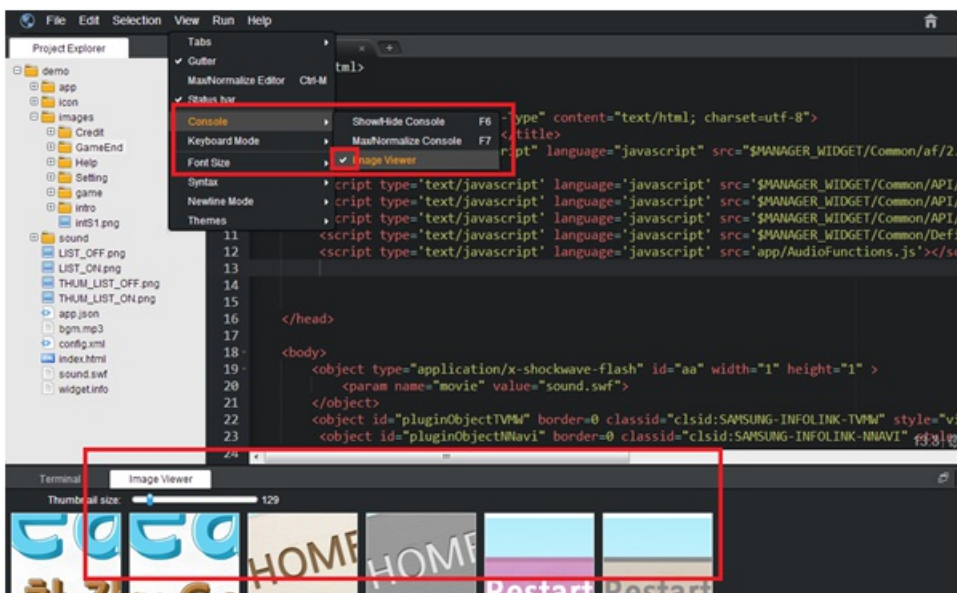 File Edit Selection View Run Help
Project Explorer
demo
app
icon
images
Credit
GameEnd
Help
Setting
game
intro
intS1.png
sound
LIST_OFF.png
LIST_ON.png
THUM_LIST_OFF.png
THUM_LIST_ON.png
app.json
bgm.mp3
config.xml
index.html
sound.swf
widget.info
Tabs
Gutter
Max/Normalize Editor Ctrl-M
Status bar
Console
Keyboard Mode
Font Size
Syntax
Newline Mode
Themes
Show/Hide Console F6
Max/Normalize Console F7
Image Viewer
tml>
-Type" content="text/html; charset=utf-8">
</title>
ript" language="javascript" src="$MANAGER_WIDGET/Common/af/2.
cript type='text/javascript' language='javascript' src='$MANAGER_WIDGET/Common/API/
cript type='text/javascript' language='javascript' src='$MANAGER_WIDGET/Common/API/
cript type='text/javascript' language='javascript' src='$MANAGER_WIDGET/Common/API/
11 <script type='text/javascript' language='javascript' src='$MANAGER_WIDGET/Common/Defi
12 <script type='text/javascript' language='javascript' src='app/AudioFunctions.js'></sc
13
14
15
16 </head>
17
18 <body>
19 <object type="application/x-shockwave-flash" id="aa" width="1" height="1" >
20 <param name="movie" value="sound.swf">
21 </object>
22 <object id="pluginObjectTVMW" border=0 classid="clsid:SAMSUNG-INFOLINK-TVMW" style="vi
23 <object id="pluginObjectNNavi" border=0 classid="clsid:SAMSUNG-INFOLINK-NNAVI"
24
Terminal Image Viewer
Thumbnail size: 129
HOME HOME Restart Restart